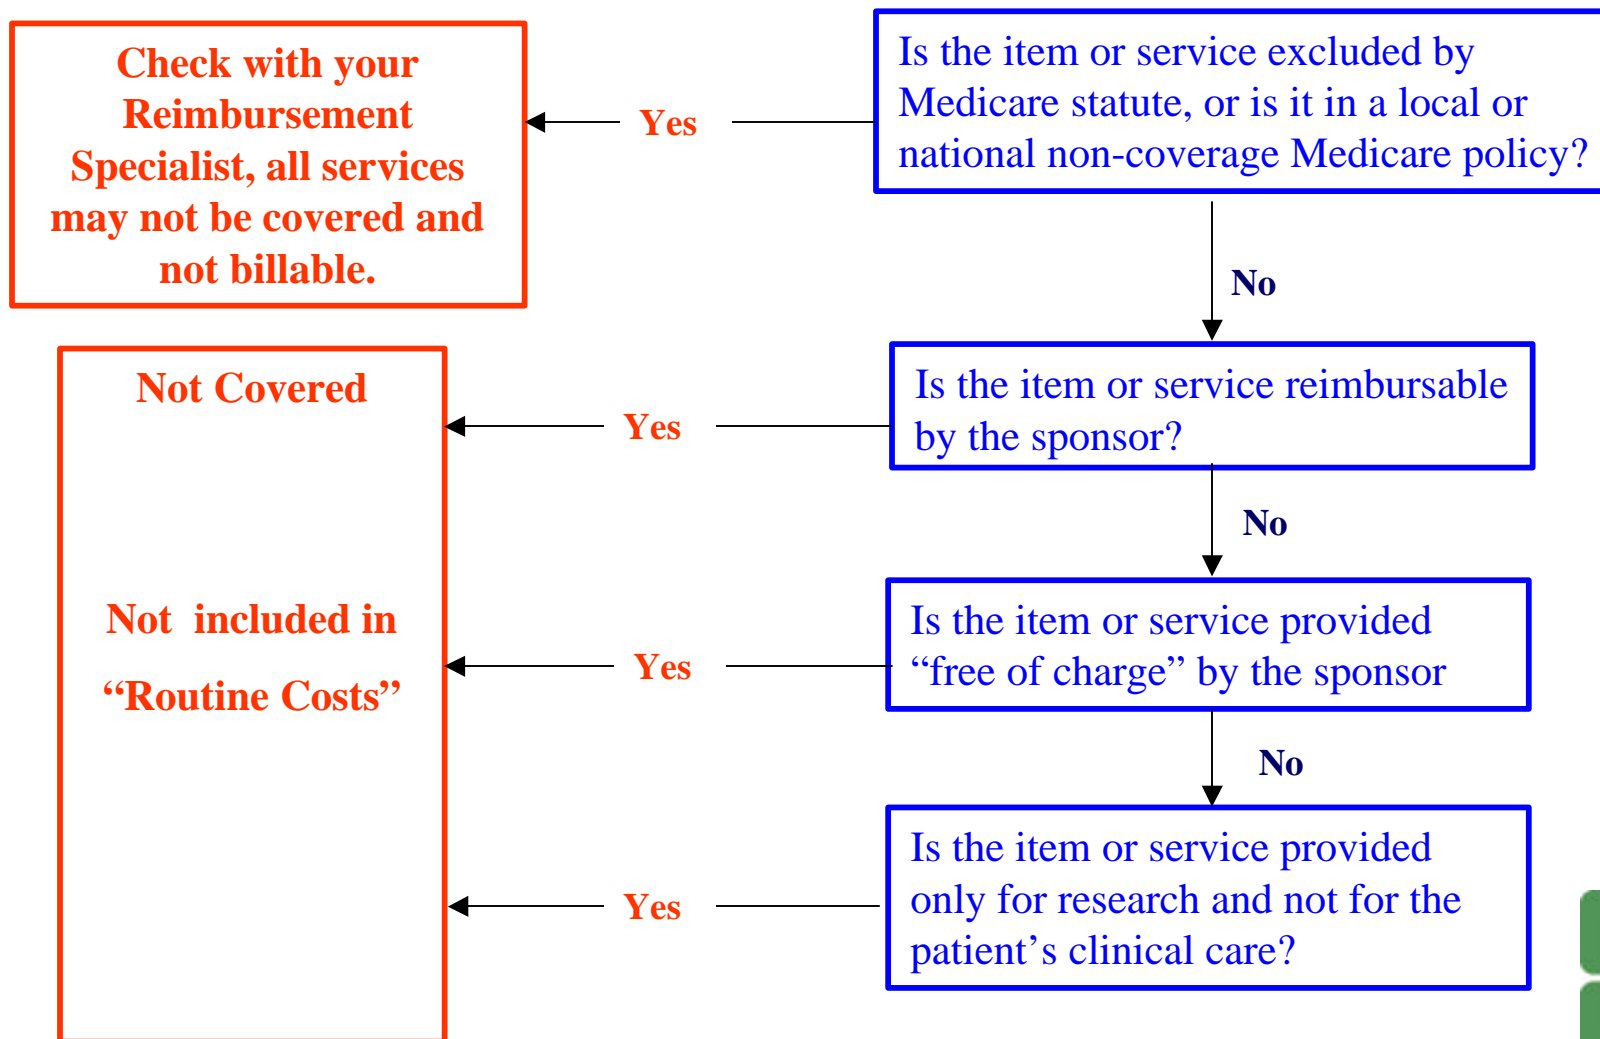 Check with your
Reimbursement
Specialist, all services
may not be covered and
not billable.
Yes
Is the item or service excluded by
Medicare statute, or is it in a local or
national non-coverage Medicare policy?
No
Not Covered
Yes
Is the item or service reimbursable
by the sponsor?
No
Not included in
“Routine Costs”
Yes
Is the item or service provided
“free of charge” by the sponsor
No
Yes
Is the item or service provided
only for research and not for the
patient’s clinical care?